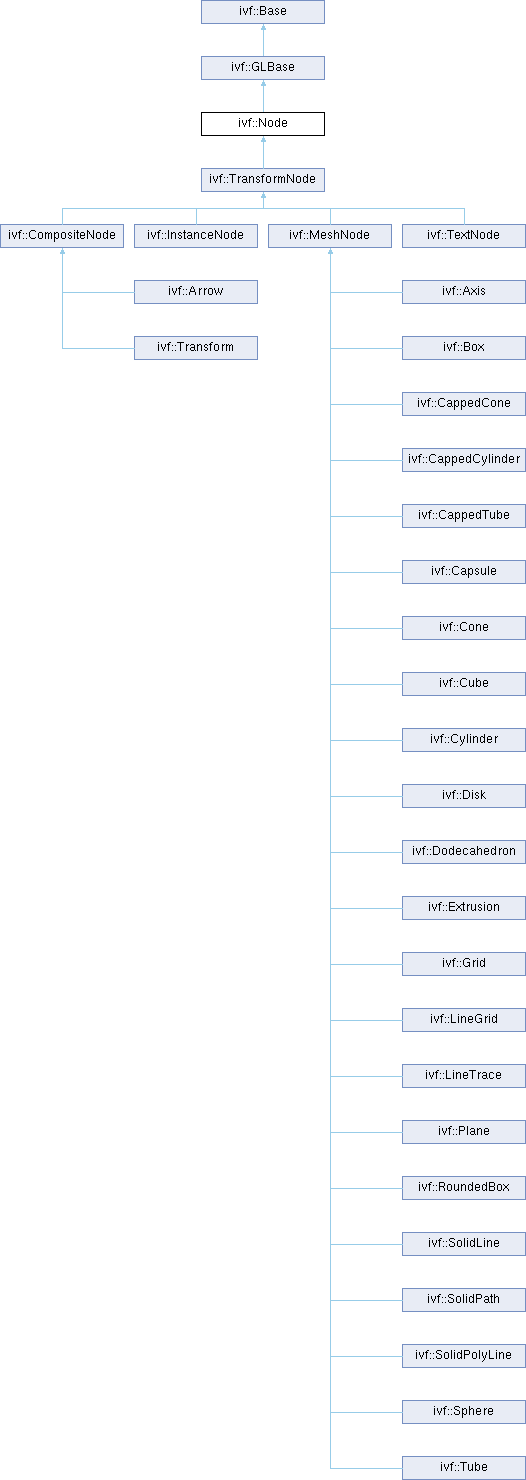 ivf::Base
ivf::GLBase
ivf::Node
ivf::TransformNode
ivf::CompositeNode
ivf::InstanceNode
ivf::MeshNode
ivf::TextNode
ivf::Arrow
ivf::Axis
ivf::Transform
ivf::Box
ivf::CappedCone
ivf::CappedCylinder
ivf::CappedTube
ivf::Capsule
ivf::Cone
ivf::Cube
ivf::Cylinder
ivf::Disk
ivf::Dodecahedron
ivf::Extrusion
ivf::Grid
ivf::LineGrid
ivf::LineTrace
ivf::Plane
ivf::RoundedBox
ivf::SolidLine
ivf::SolidPath
ivf::SolidPolyLine
ivf::Sphere
ivf::Tube